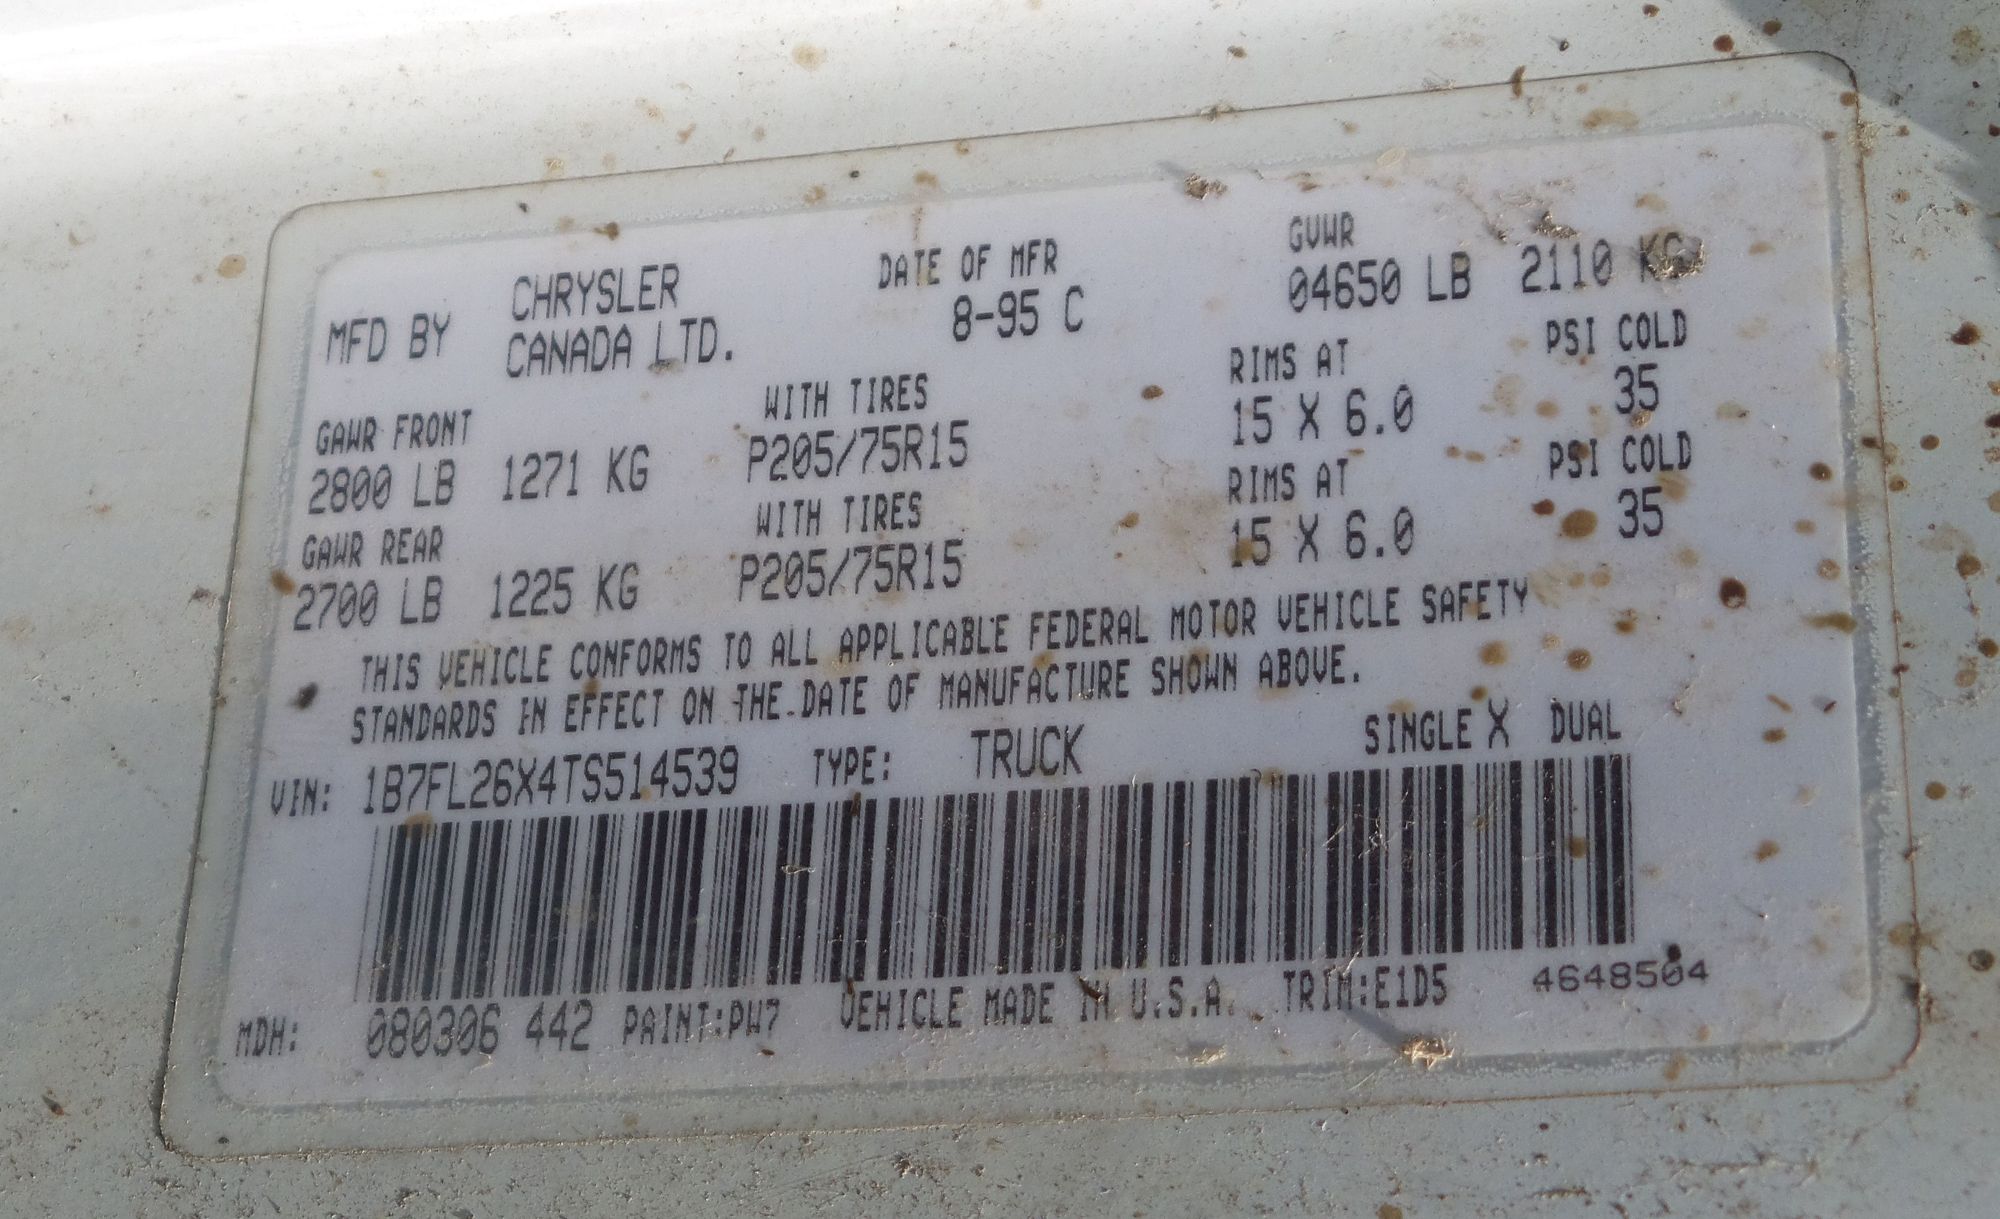 MFD BY CHRYSLER CANADA LTD.
DATE OF MFR 8-95 C
GVWR 04650 LB 2110 KG
GAWR FRONT WITH TIRES RIMS AT PSI COLD
2800 LB 1271 KG P205/75R15 15 X 6.0 35
GAWR REAR WITH TIRES RIMS AT PSI COLD
2700 LB 1225 KG P205/75R15 15 X 6.0 35
THIS VEHICLE CONFORMS TO ALL APPLICABLE FEDERAL MOTOR VEHICLE SAFETY
STANDARDS IN EFFECT ON THE DATE OF MANUFACTURE SHOWN ABOVE.
VIN: 1B7FL26X4TS514539 TYPE: TRUCK SINGLE X DUAL
MDH: 080306 442 PAINT:PW7 VEHICLE MADE IN U.S.A. TRIM:E1D5 4648504